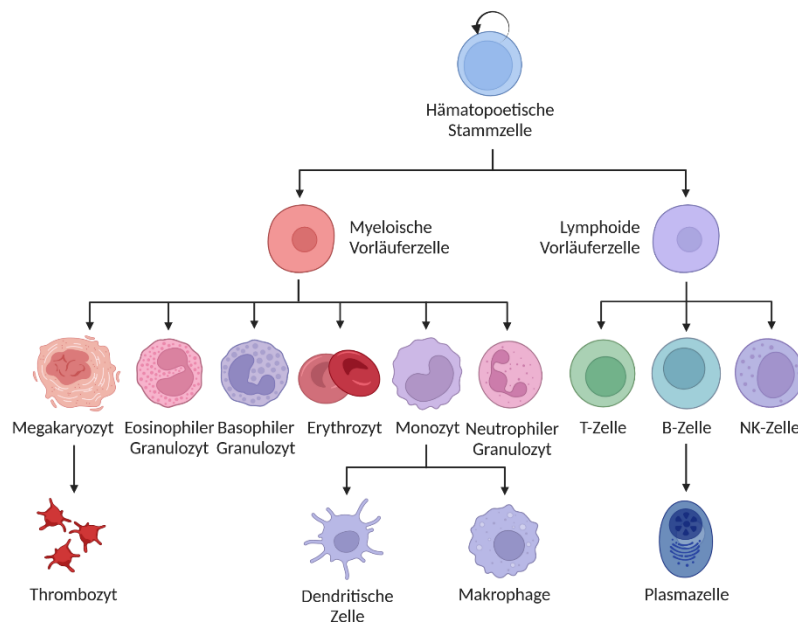 Hämatopoetische
Stammzelle
Myeloische
Vorläuferzelle
Lymphoide
Vorläuferzelle
Megakaryozyt
Eosinophiler
Granulozyt
Basophiler
Granulozyt
Erythrozyt
Monozyt
Neutrophiler
Granulozyt
T-Zelle
B-Zelle
NK-Zelle
Thrombozyt
Dendritische
Zelle
Makrophage
Plasmazelle